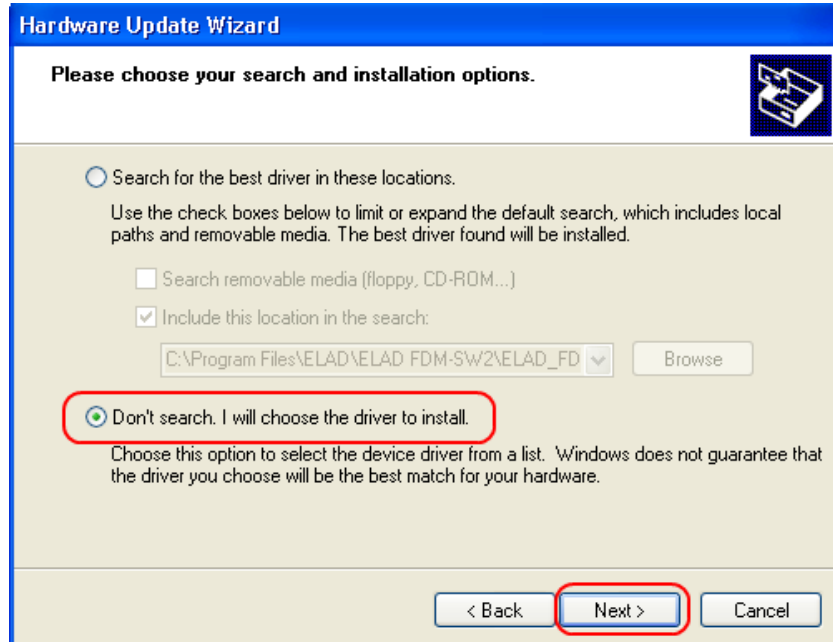 Hardware Update Wizard
Please choose your search and installation options.
Search for the best driver in these locations.
Use the check boxes below to limit or expand the default search, which includes local
paths and removable media. The best driver found will be installed.
Search removable media (floppy, CD-ROM...)
Include this location in the search:
C:\Program Files\ELAD\ELAD FDM-SW2\ELAD_FD
Browse
Don't search. I will choose the driver to install.
Choose this option to select the device driver from a list. Windows does not guarantee that
the driver you choose will be the best match for your hardware.
< Back
Next >
Cancel